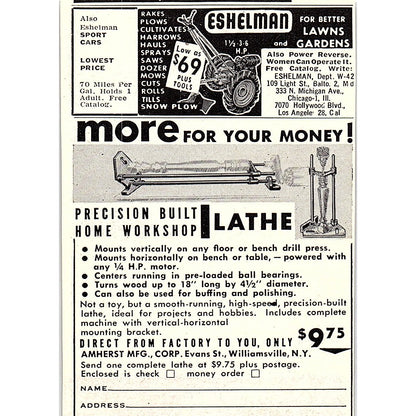 Also
Eshelman
SPORT
CARS
LOWEST
PRICE
70 Miles Per
Gal, Holds 1
Adult. Free
Catalog.
RAKES
PLOWS
CULTIVATES
HARROWS
HAULS
SPRAYS
SAWS
DOZER
MOWS
CUTS
ROLLS
TILLS
SNOW PLOW
Low as
$69
PLUS
TOOLS
ESHELMAN
1½-3-6
H.P.
FOR BETTER
LAWNS
and
GARDENS
Also Power Reverse.
Women Can Operate It.
Free Catalog. Write:
ESHELMAN, Dept. W-42
109 Light St., Balto. 2, Md
333 N. Michigan Ave.,
Chicago-1, Ill
7070 Hollywood Blvd.,
Los Angeles 28, Cal
more FOR YOUR MONEY!
PRECISION BUILT
HOME WORKSHOP
LATHE
• Mounts vertically on any floor or bench drill press.
• Mounts horizontally on bench or table, — powered with
any ¼ H.P. motor.
• Centers running in pre-loaded ball bearings.
• Turns wood up to 18" long by 4½" diameter.
• Can also be used for buffing and polishing.
Not a toy, but a smooth-running, high-speed, precision-built
lathe, ideal for projects and hobbies. Includes complete
machine with vertical-horizontal
mounting bracket.
$9.75
DIRECT FROM FACTORY TO YOU, ONLY
AMHERST MFG., CORP. Evans St., Williamsville, N.Y.
Send one complete lathe at $9.75 plus postage.
Enclosed is check □ money order □
NAME
ADDRESS